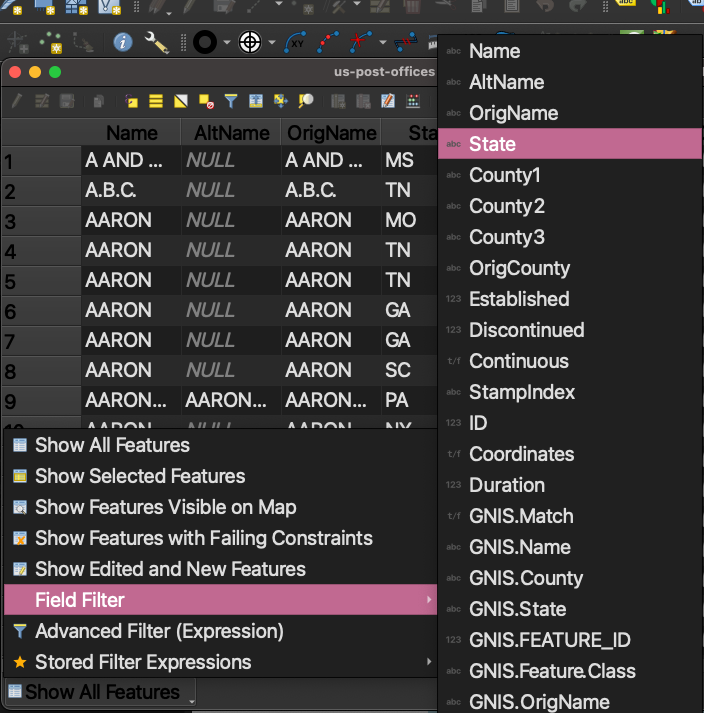 us-post-offices
Name AltName OrigName Sta
1 A AND ... NULL A AND ... MS
2 A.B.C. NULL A.B.C. TN
3 AARON NULL AARON MO
4 AARON NULL AARON TN
5 AARON NULL AARON TN
6 AARON NULL AARON GA
7 AARON NULL AARON GA
8 AARON NULL AARON SC
9 AARON... AARON... AARON... PA
10 AARON NULL AARON NY
Show All Features
Show Selected Features
Show Features Visible on Map
Show Features with Failing Constraints
Show Edited and New Features
Field Filter
Advanced Filter (Expression)
Stored Filter Expressions
Show All Features
abc Name
abc AltName
abc OrigName
abc State
abc County1
abc County2
abc County3
abc OrigCounty
123 Established
123 Discontinued
t/f Continuous
abc StampIndex
123 ID
t/f Coordinates
123 Duration
t/f GNIS.Match
abc GNIS.Name
abc GNIS.County
abc GNIS.State
123 GNIS.FEATURE_ID
abc GNIS.Feature.Class
abc GNIS.OrigName